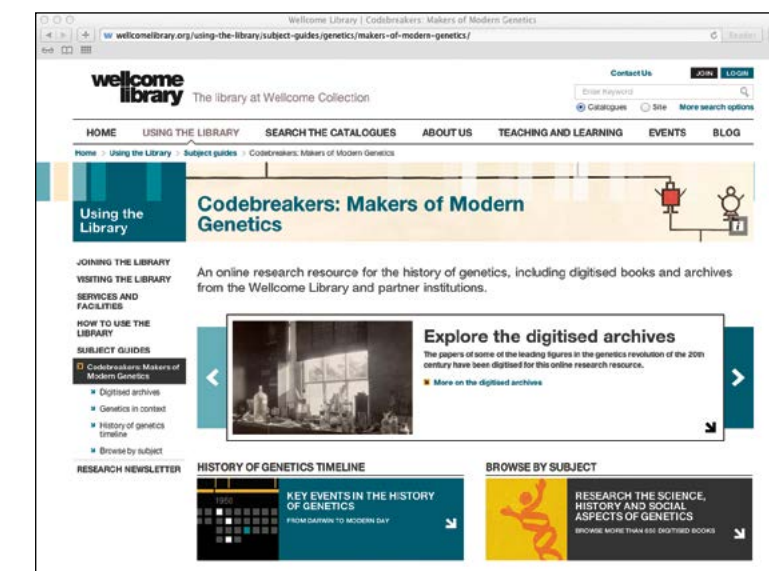 Wellcome Library | Codebreakers: Makers of Modern Genetics
W wellcomelibrary.org/using-the-library/subject-guides/genetics/makers-of-modern-genetics/
Reader
wellcome
library
The library at Wellcome Collection
Contact Us
JOIN
LOGIN
Enter Keyword
Catalogues
Site
More search options
HOME
USING THE LIBRARY
SEARCH THE CATALOGUES
ABOUT US
TEACHING AND LEARNING
EVENTS
BLOG
Home > Using the Library > Subject guides > Codebreakers: Makers of Modern Genetics
Using the
Library
Codebreakers: Makers of Modern
Genetics
i
JOINING THE LIBRARY
VISITING THE LIBRARY
SERVICES AND
FACILITIES
HOW TO USE THE
LIBRARY
SUBJECT GUIDES
Codebreakers: Makers of
Modern Genetics
Digitised archives
Genetics in context
History of genetics
timeline
Browse by subject
RESEARCH NEWSLETTER
An online research resource for the history of genetics, including digitised books and archives
from the Wellcome Library and partner institutions.
Explore the digitised archives
The papers of some of the leading figures in the genetics revolution of the 20th
century have been digitised for this online research resource.
More on the digitised archives
HISTORY OF GENETICS TIMELINE
1950
KEY EVENTS IN THE HISTORY
OF GENETICS
FROM DARWIN TO MODERN DAY
BROWSE BY SUBJECT
RESEARCH THE SCIENCE,
HISTORY AND SOCIAL
ASPECTS OF GENETICS
BROWSE MORE THAN DIGITISED BOOKS